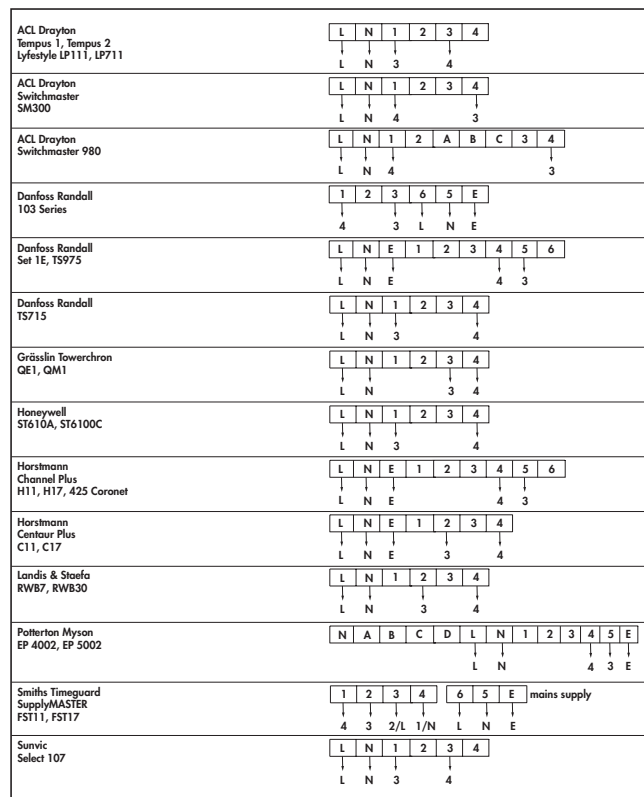 ACL Drayton
Tempus 1, Tempus 2
Lyfestyle LP111, LP711
L N 1 2 3 4
L N 3 4
ACL Drayton
Switchmaster
SM300
L N 1 2 3 4
L N 4 3
ACL Drayton
Switchmaster 980
L N 1 2 A B C 3 4
L N 4 3
Danfoss Randall
103 Series
1 2 3 6 5 E
4 3 L N E
Danfoss Randall
Set 1E, TS975
L N E 1 2 3 4 5 6
L N E 4 3
Danfoss Randall
TS715
L N 1 2 3 4
L N 3 4
Grässlin Towerchron
QE1, QM1
L N 1 2 3 4
L N 3 4
Honeywell
ST610A, ST6100C
L N 1 2 3 4
L N 3 4
Horstmann
Channel Plus
H11, H17, 425 Coronet
L N E 1 2 3 4 5 6
L N E 4 3
Horstmann
Centaur Plus
C11, C17
L N E 1 2 3 4
L N E 3 4
Landis & Staefa
RWB7, RWB30
L N 1 2 3 4
L N 3 4
Potterton Myson
EP 4002, EP 5002
N A B C D L N 1 2 3 4 5 E
L N 4 3 E
Smiths Timeguard
SupplyMASTER
FST11, FST17
1 2 3 4 6 5 E mains supply
4 3 2/L 1/N L N E
Sunvic
Select 107
L N 1 2 3 4
L N 3 4